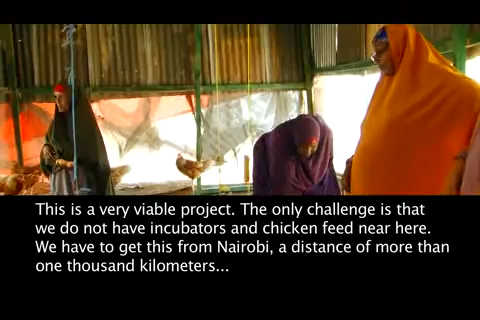 This is a very viable project. The only challenge is that
we do not have incubators and chicken feed near here.
We have to get this from Nairobi, a distance of more than
one thousand kilometers...